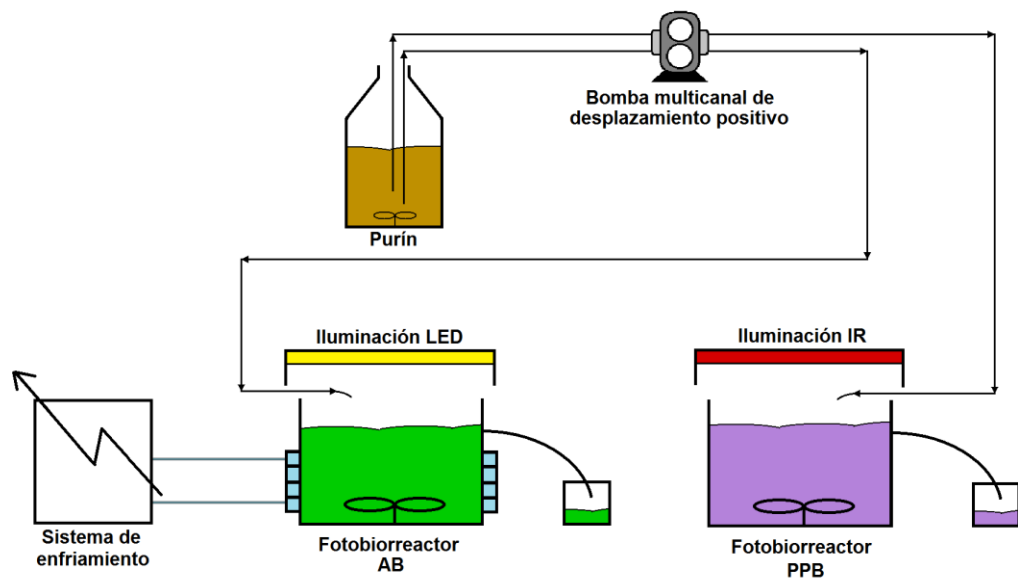 Bomba multicanal de
desplazamiento positivo
Purín
Iluminación LED
Iluminación IR
Sistema de
enfriamiento
Fotobiorreactor
AB
Fotobiorreactor
PPB